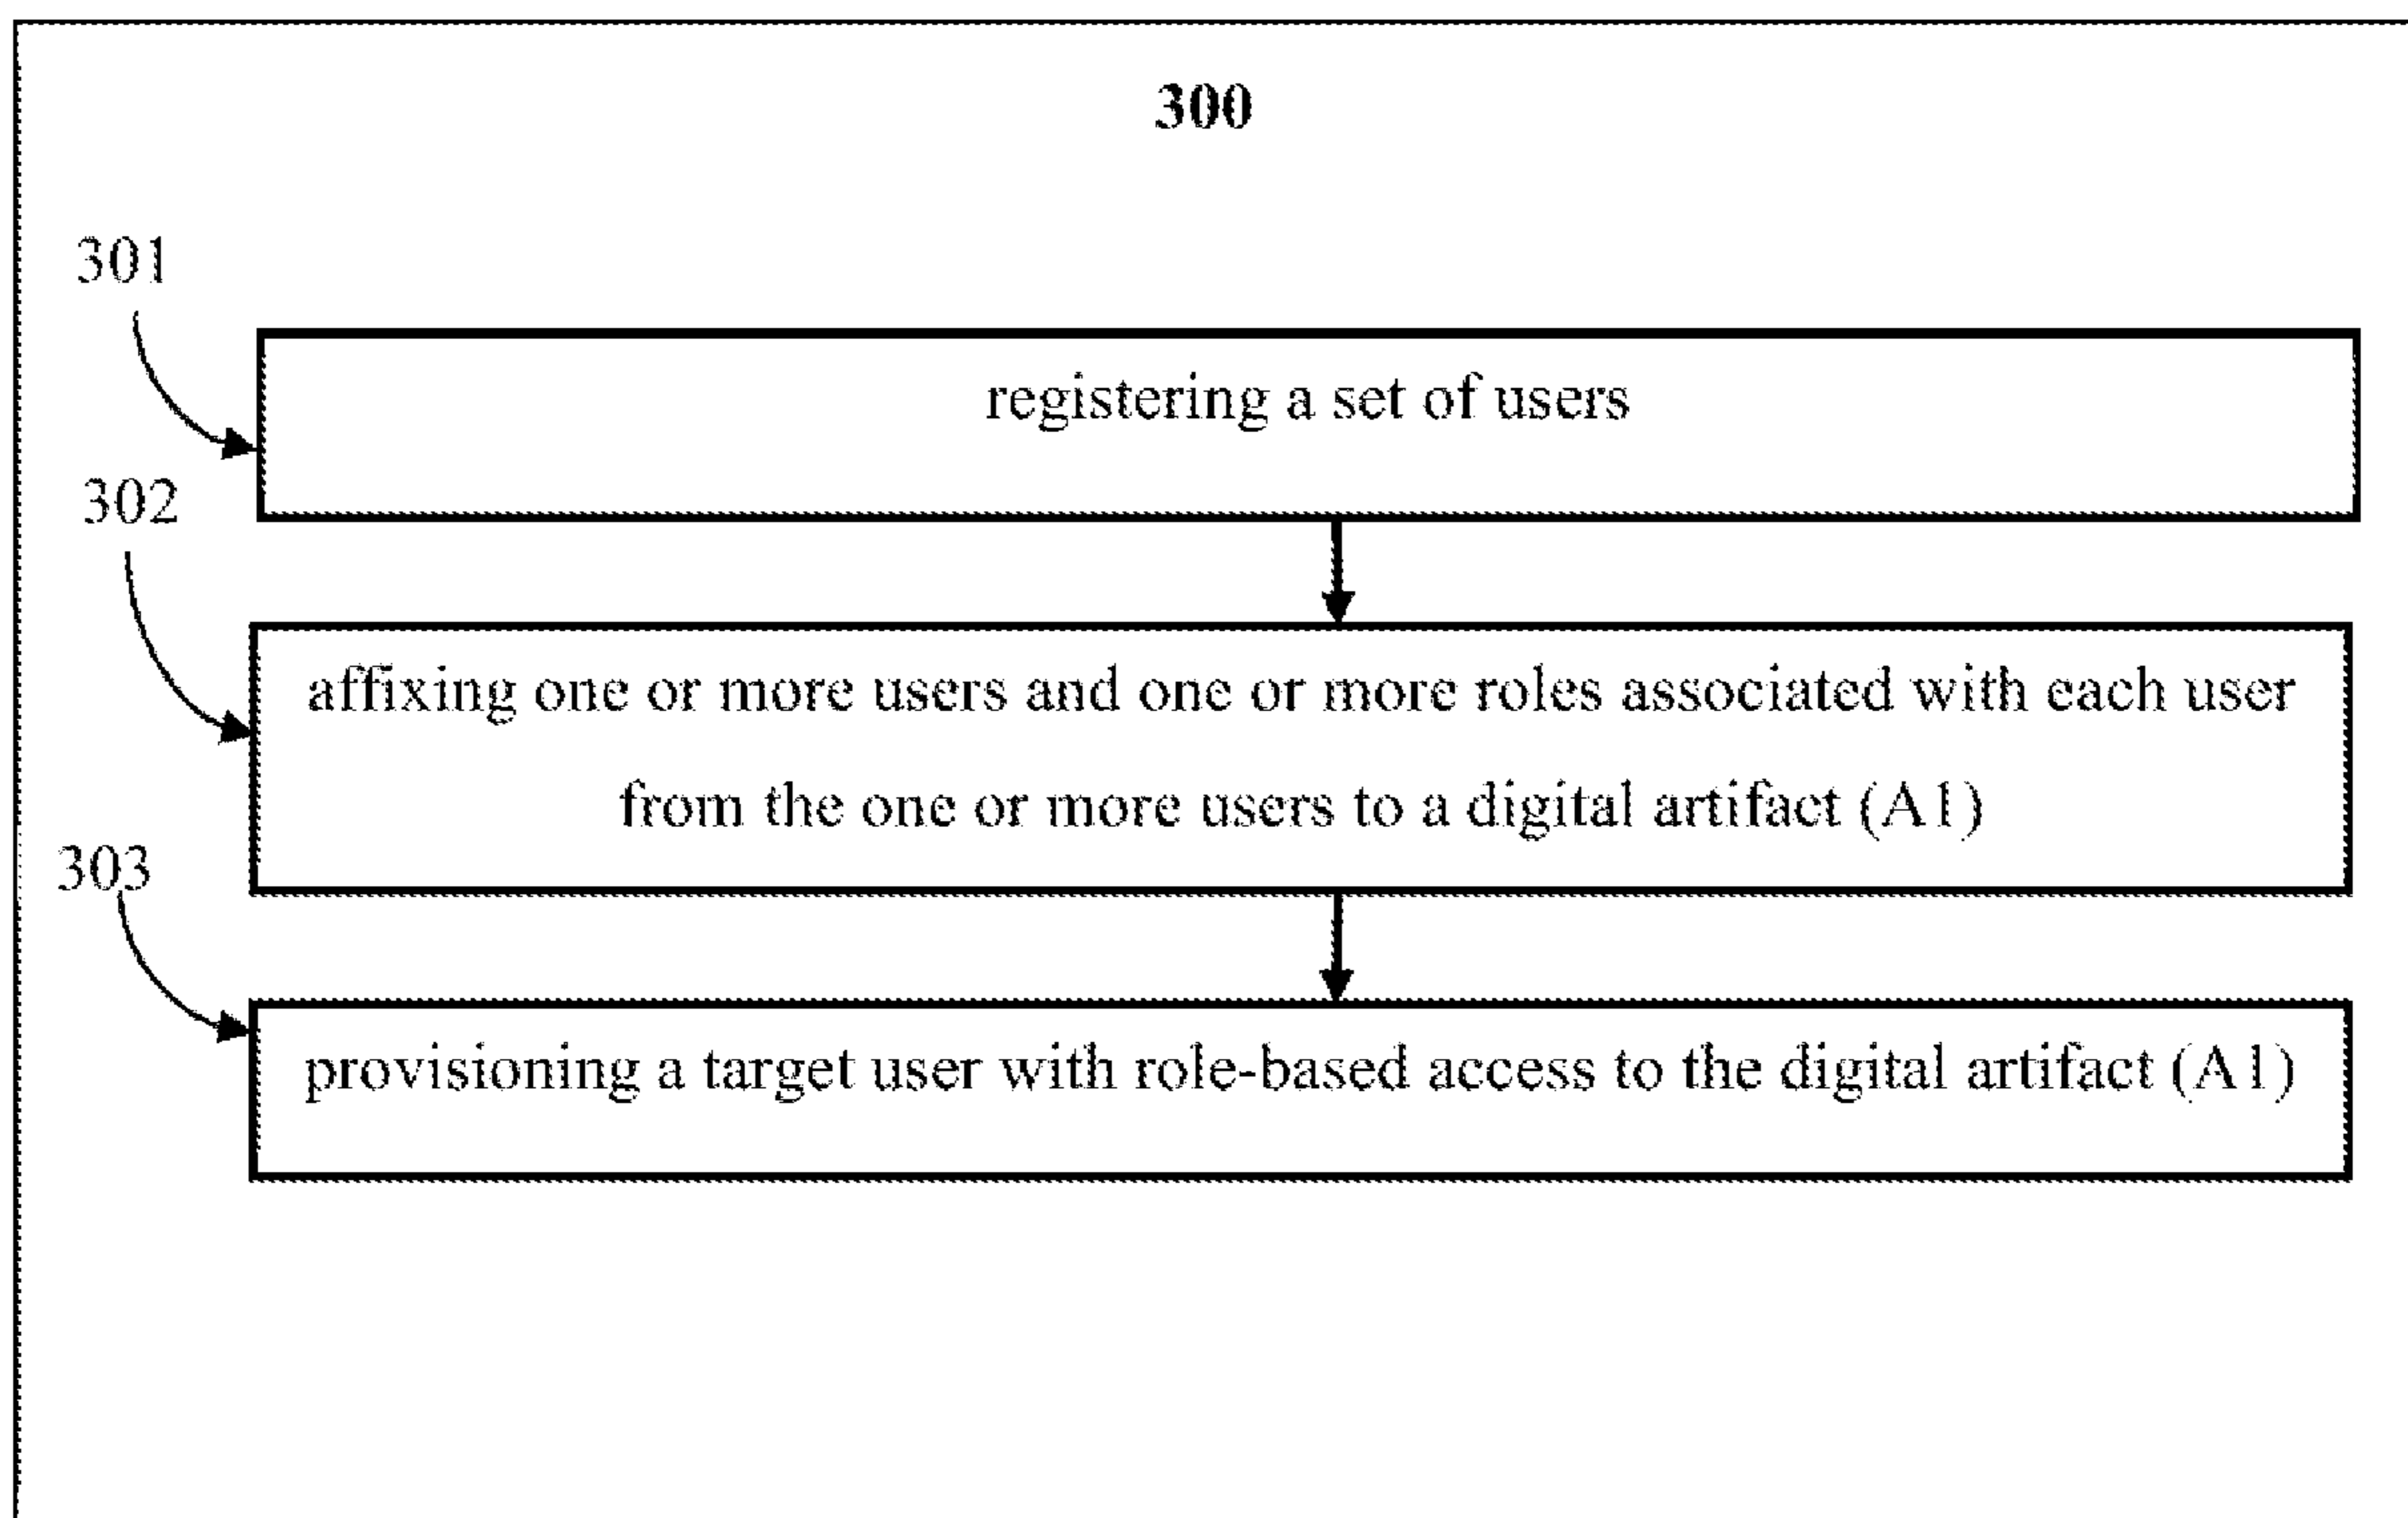 300
301
registering a set of users
302
affixing one or more users and one or more roles associated with each user
from the one or more users to a digital artifact (A1)
303
provisioning a target user with role-based access to the digital artifact (A1)